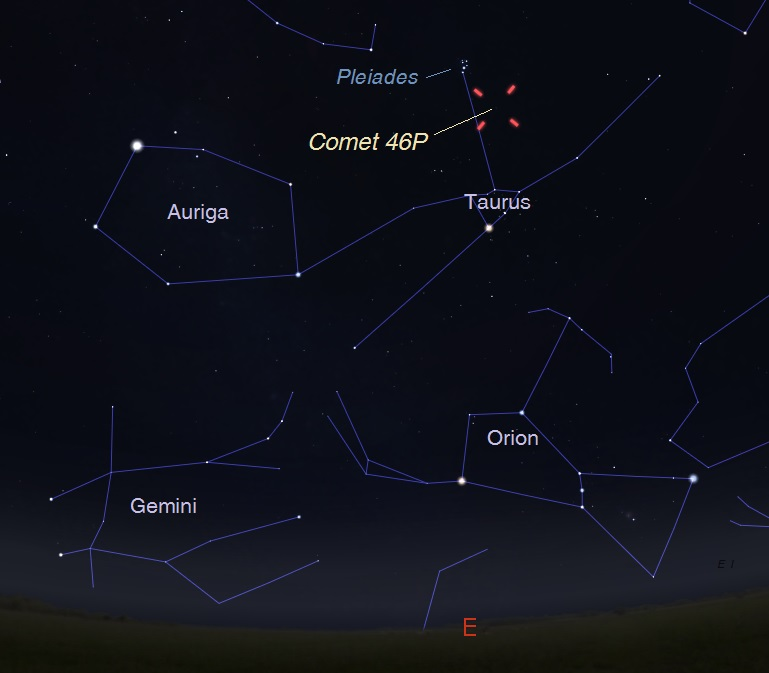 Pleiades
Comet 46P
Taurus
Auriga
Orion
Gemini
E I
E